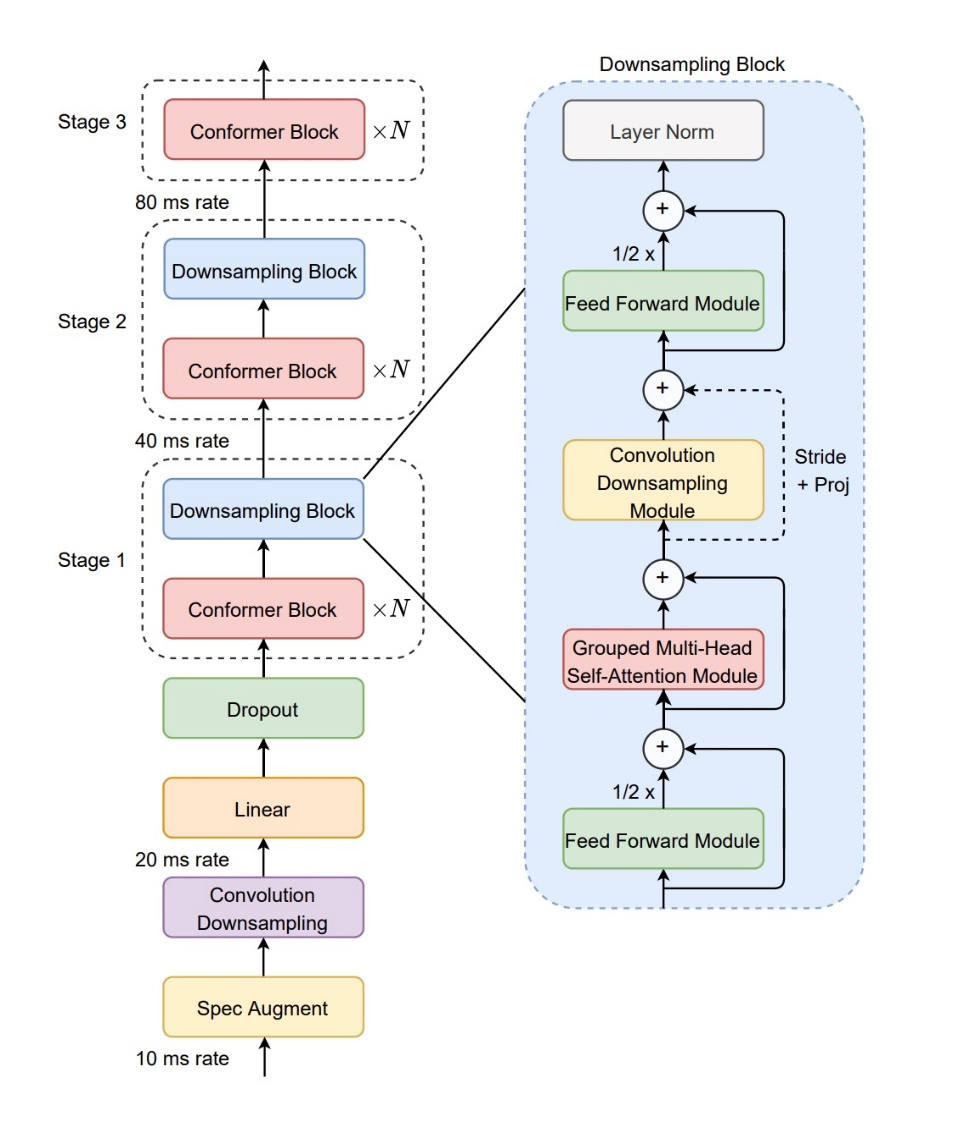 Stage 3
Conformer Block
×N
80 ms rate
Downsampling Block
Stage 2
Conformer Block
×N
40 ms rate
Downsampling Block
Stage 1
Conformer Block
×N
Dropout
Linear
20 ms rate
Convolution
Downsampling
Spec Augment
10 ms rate
Downsampling Block
Layer Norm
+
1/2 x
Feed Forward Module
+
Convolution
Downsampling
Module
Stride
+ Proj
+
Grouped Multi-Head
Self-Attention Module
+
1/2 x
Feed Forward Module